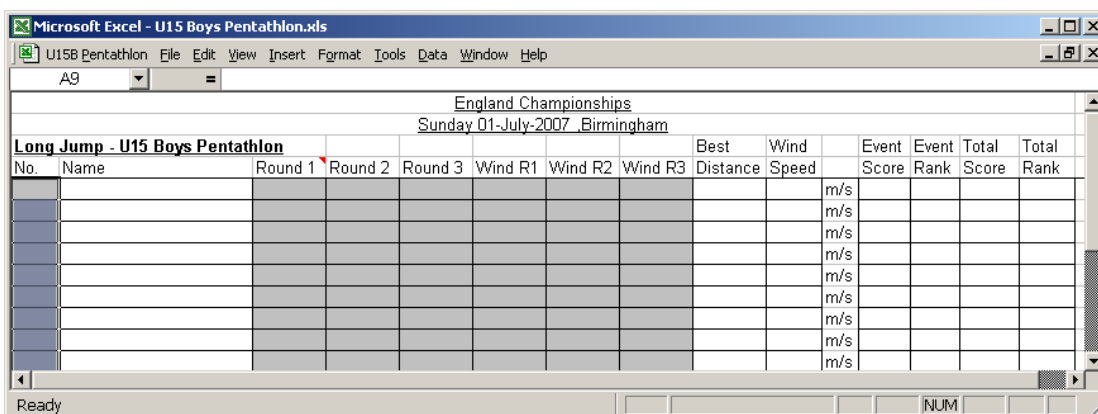 Microsoft Excel - U15 Boys Pentathlon.xls
U15B Pentathlon File Edit View Insert Format Tools Data Window Help
A9 =
England Championships
Sunday 01-July-2007 ,Birmingham
Long Jump - U15 Boys Pentathlon Best Wind Event Event Total Total
No. Name Round 1 Round 2 Round 3 Wind R1 Wind R2 Wind R3 Distance Speed Score Rank Score Rank
m/s
m/s
m/s
m/s
m/s
m/s
m/s
m/s
m/s
Ready NUM